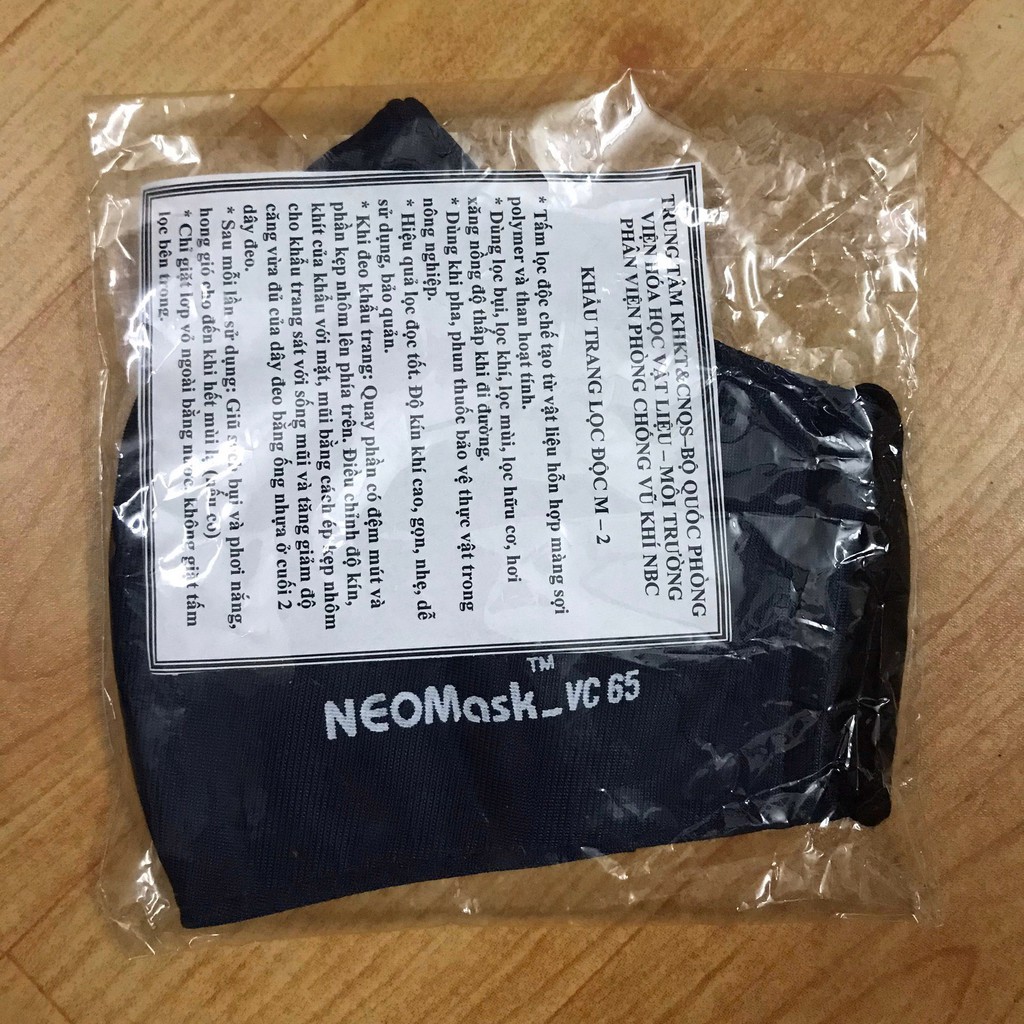 TRUNG TÂM KHKT&CNQS-BỘ QUỐC PHÒNG
VIỆN HÓA HỌC VẬT LIỆU – MÔI TRƯỜNG
PHÂN VIỆN PHÒNG CHỐNG VŨ KHÍ NBC
KHẨU TRANG LỌC ĐỘC M – 2
* Tấm lọc độc chế tạo từ vật liệu hỗn hợp màng sợi
polymer và than hoạt tính.
* Dùng lọc bụi, lọc khí, lọc mùi, lọc hữu cơ, hơi
xăng nồng độ thấp khi đi đường.
* Dùng khi pha, phun thuốc bảo vệ thực vật trong
nông nghiệp.
* Hiệu quả lọc đọc tốt. Độ kín khí cao, gọn, nhẹ, dễ
sử dụng, bảo quản.
* Khi đeo khẩu trang: Quay phần có đệm mút và
phần kẹp nhôm lên phía trên. Điều chỉnh độ kín,
khít của khẩu với mặt, mũi bằng cách ép kẹp nhôm
cho khẩu trang sát với sống mũi và tăng giảm độ
căng vừa đủ của dây đeo bằng ống nhựa ở cuối 2
dây đeo.
* Sau mỗi lần sử dụng: Giũ sạch bụi và phơi nắng,
hong gió cho đến khi hết mùi. (nếu có)
* Chỉ giặt lớp vỏ ngoài bằng nước, không giặt tấm
lọc bên trong.
NEOMask_VC 65
TM